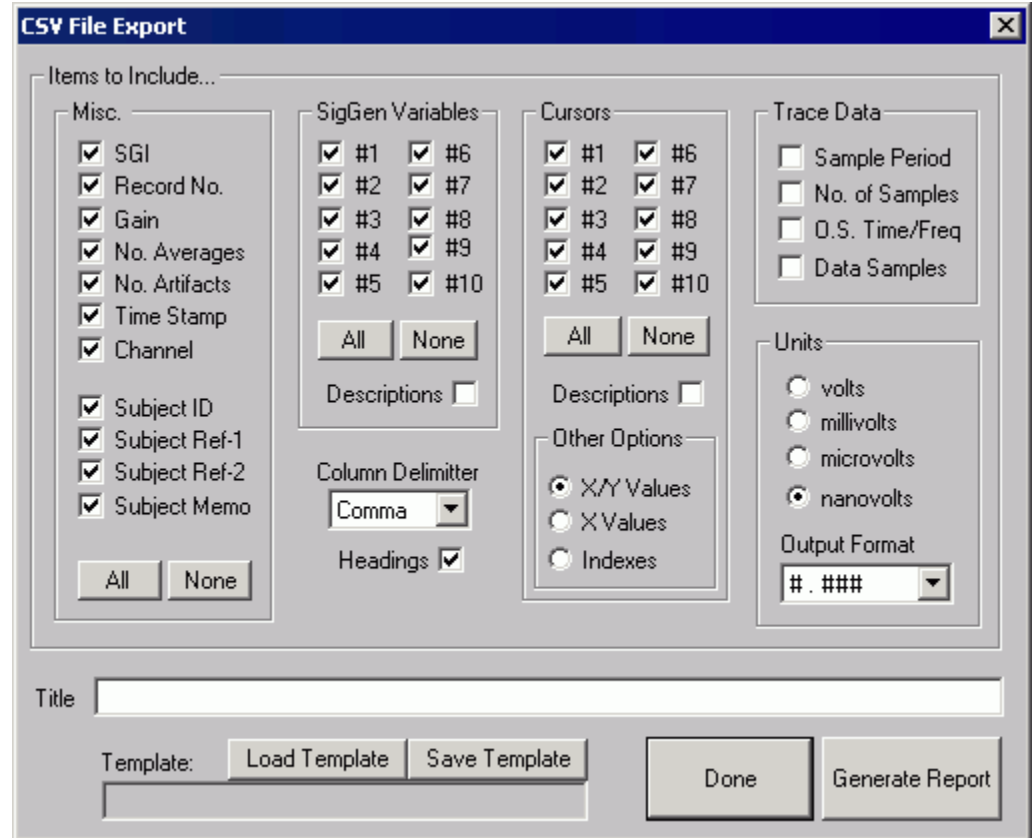 CSV File Export
Items to Include...
Misc.
SGI
Record No.
Gain
No. Averages
No. Artifacts
Time Stamp
Channel
Subject ID
Subject Ref-1
Subject Ref-2
Subject Memo
All None
SigGen Variables
#1 #6
#2 #7
#3 #8
#4 #9
#5 #10
All None
Descriptions
Column Delimitter
Comma
Headings
Cursors
#1 #6
#2 #7
#3 #8
#4 #9
#5 #10
All None
Descriptions
Other Options
X/Y Values
X Values
Indexes
Trace Data
Sample Period
No. of Samples
O.S. Time/Freq
Data Samples
Units
volts
millivolts
microvolts
nanovolts
Output Format
# . ###
Title
Template:
Load Template Save Template
Done
Generate Report